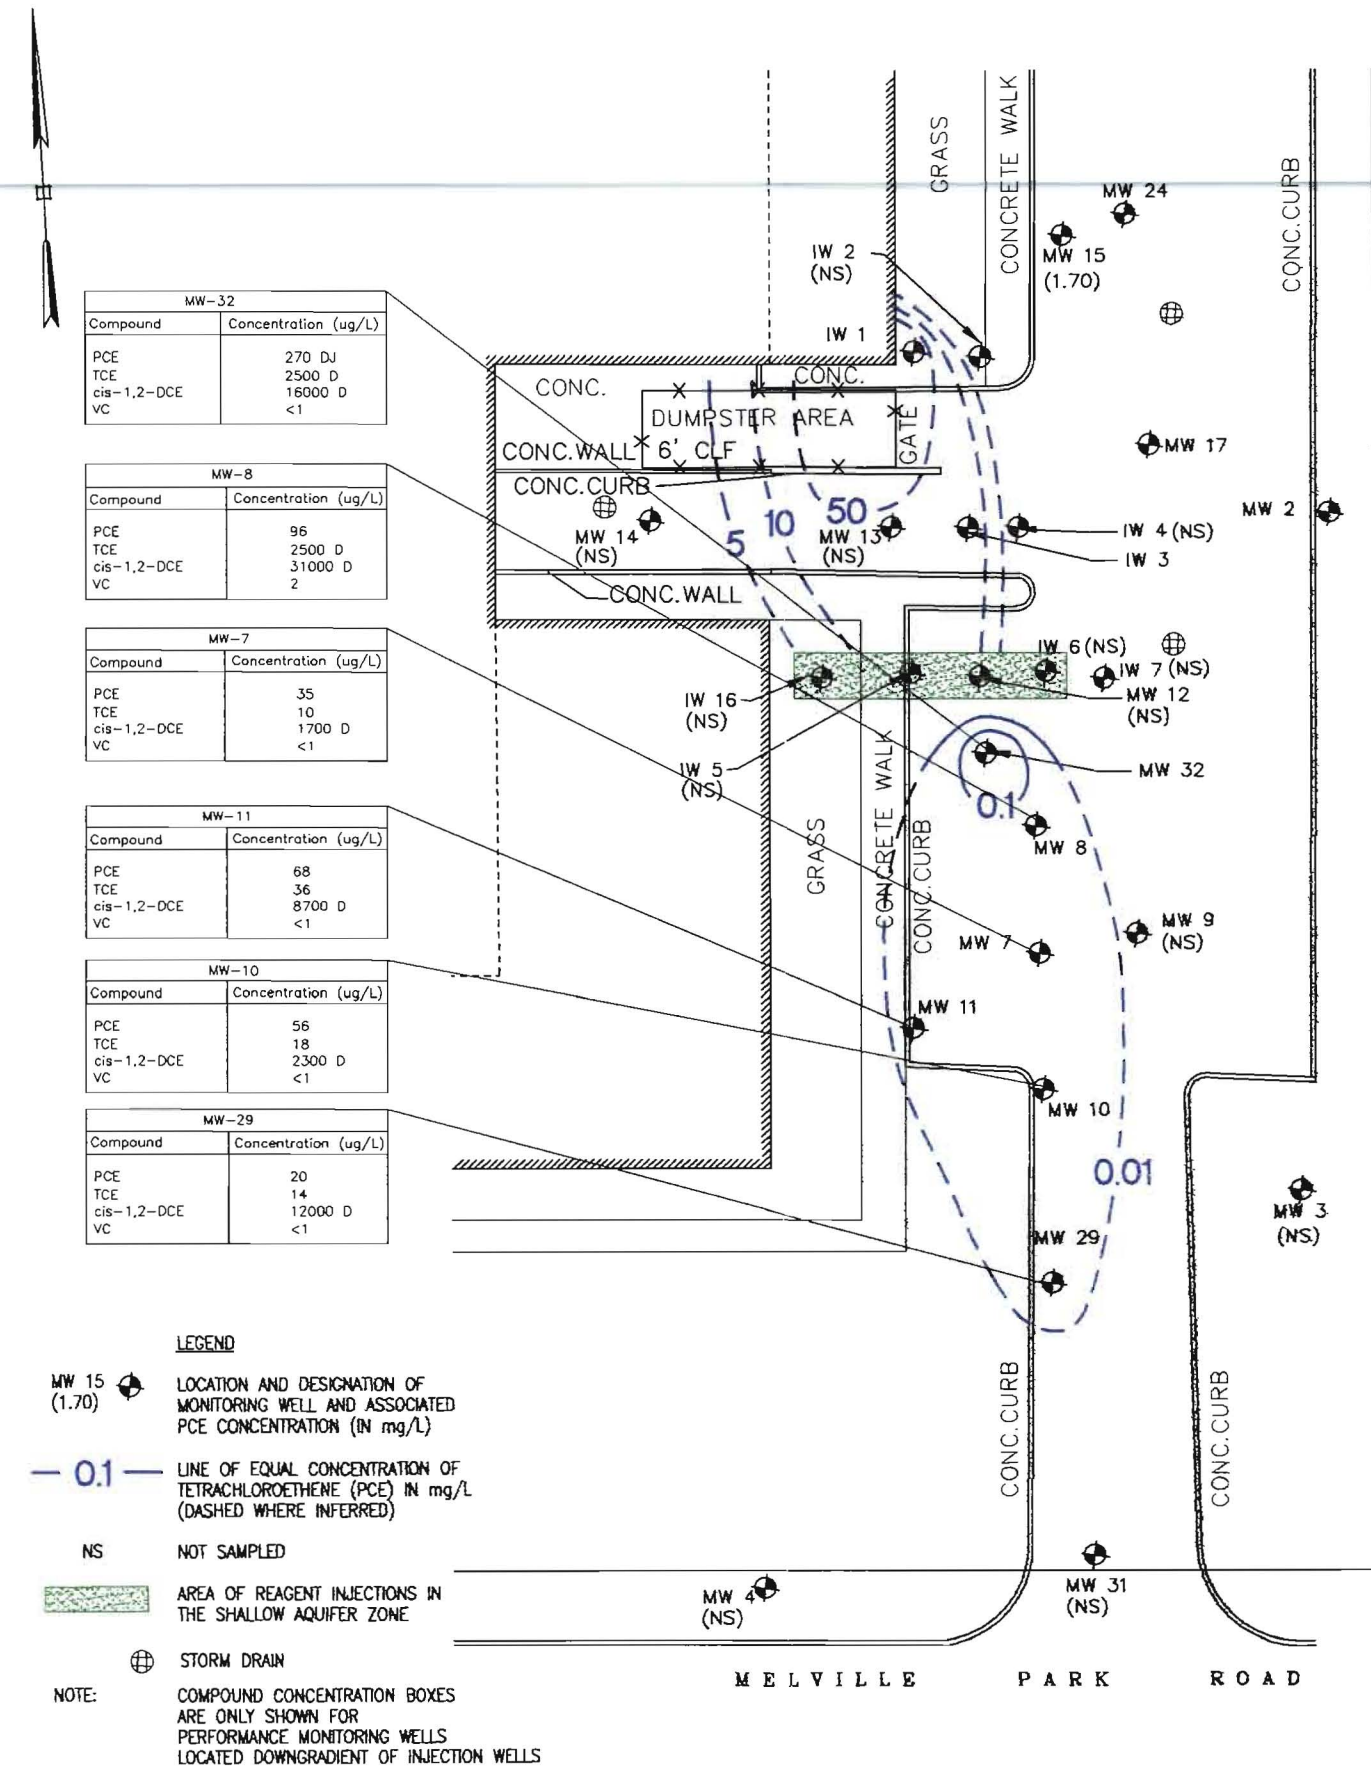 GRASS
CONCRETE WALK
CONC.CURB
MW 24
MW 15
(1.70)
IW 2
(NS)
IW 1
MW 17
MW 2
CONC.
CONC.
DUMPSTER AREA
GATE
CONC.WALL
6' CLF
CONC.CURB
50
10
5
MW 14
(NS)
MW 13
(NS)
IW 4 (NS)
IW 3
CONC.WALL
IW 6 (NS)
IW 7 (NS)
MW 12
(NS)
IW 16
(NS)
IW 5
(NS)
MW 32
0.1
MW 8
GRASS
CONCRETE WALK
CONC.CURB
MW 7
MW 9
(NS)
MW 11
MW 10
0.01
MW 3
(NS)
MW 29
CONC.CURB
CONC.CURB
MW 4
(NS)
MW 31
(NS)
MELVILLE PARK ROAD
MW-32
Compound Concentration (ug/L)
PCE 270 DJ
TCE 2500 D
cis-1,2-DCE 16000 D
VC <1
MW-8
Compound Concentration (ug/L)
PCE 96
TCE 2500 D
cis-1,2-DCE 31000 D
VC 2
MW-7
Compound Concentration (ug/L)
PCE 35
TCE 10
cis-1,2-DCE 1700 D
VC <1
MW-11
Compound Concentration (ug/L)
PCE 68
TCE 36
cis-1,2-DCE 8700 D
VC <1
MW-10
Compound Concentration (ug/L)
PCE 56
TCE 18
cis-1,2-DCE 2300 D
VC <1
MW-29
Compound Concentration (ug/L)
PCE 20
TCE 14
cis-1,2-DCE 12000 D
VC <1
LEGEND
MW 15
(1.70)
LOCATION AND DESIGNATION OF
MONITORING WELL AND ASSOCIATED
PCE CONCENTRATION (IN mg/L)
0.1
LINE OF EQUAL CONCENTRATION OF
TETRACHLOROETHENE (PCE) IN mg/L
(DASHED WHERE INFERRED)
NS NOT SAMPLED
AREA OF REAGENT INJECTIONS IN
THE SHALLOW AQUIFER ZONE
STORM DRAIN
NOTE: COMPOUND CONCENTRATION BOXES
ARE ONLY SHOWN FOR
PERFORMANCE MONITORING WELLS
LOCATED DOWNGRADIENT OF INJECTION WELLS